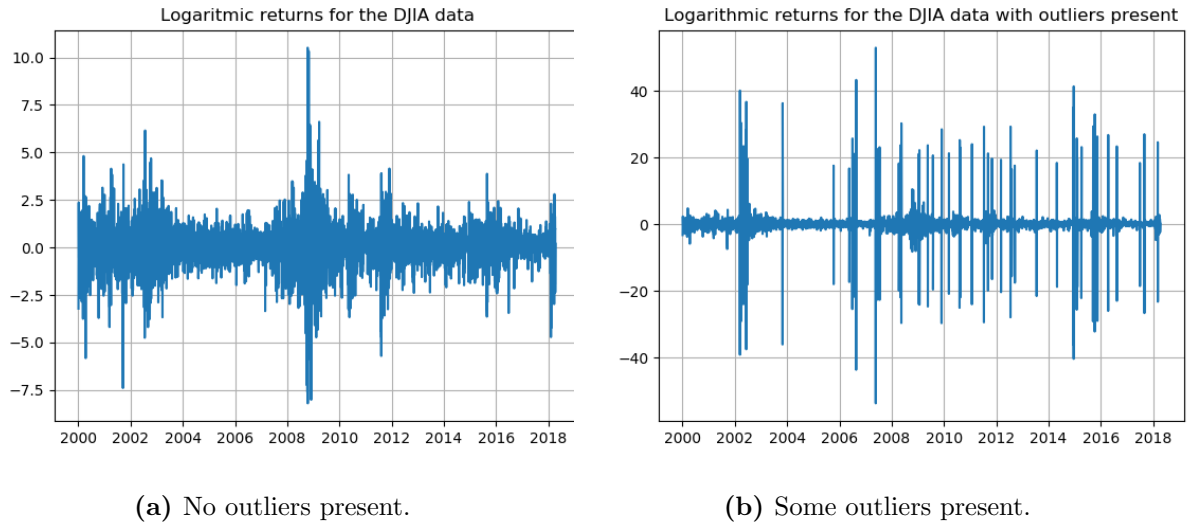 Logaritmic returns for the DJIA data
10.0
7.5
5.0
2.5
0.0
−2.5
−5.0
−7.5
2000 2002 2004 2006 2008 2010 2012 2014 2016 2018
(a) No outliers present.
Logarithmic returns for the DJIA data with outliers present
40
20
0
−20
−40
2000 2002 2004 2006 2008 2010 2012 2014 2016 2018
(b) Some outliers present.